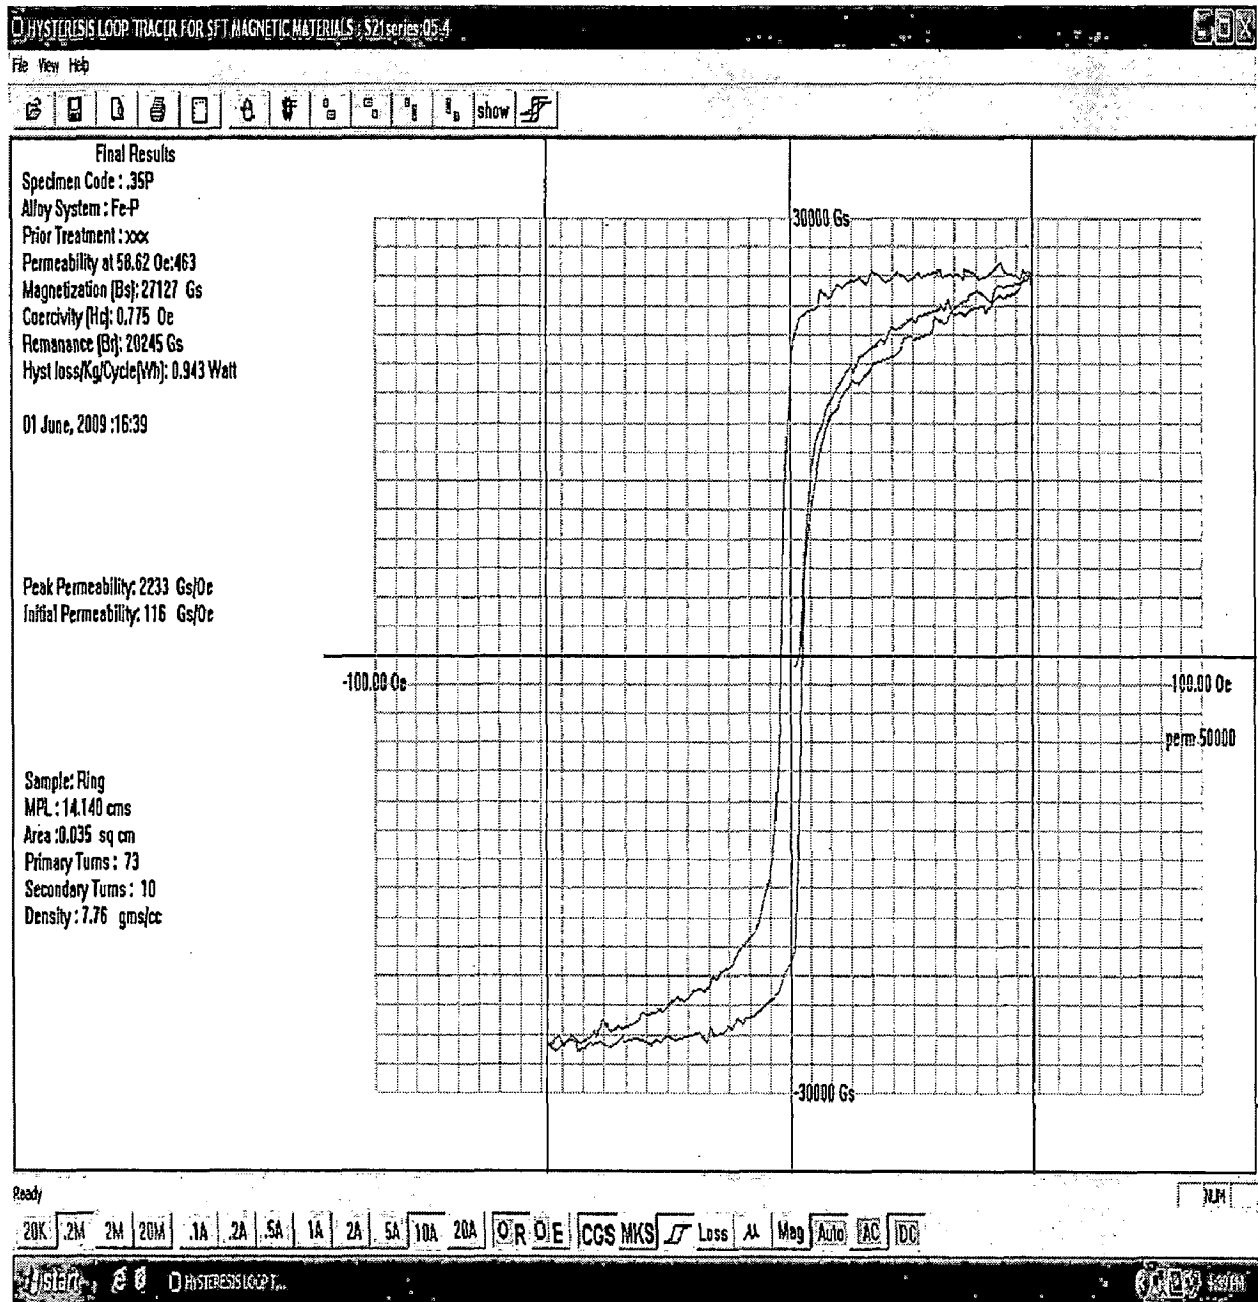 HYSTERESIS LOOP TRACER FOR SFT MAGNETIC MATERIALS : S21series:05-4
File View Help
show
Final Results
Specimen Code : .35P
Alloy System : Fe-P
Prior Treatment : xxx
Permeability at 58.62 Oe:463
Magnetization [Bs]: 27127 Gs
Coercivity [Hc]: 0.775 Oe
Remanance [Br]: 20245 Gs
Hyst loss/Kg/Cycle[Wh]: 0.943 Watt
01 June, 2009 :16:39
Peak Permeability: 2233 Gs/Oe
Initial Permeability: 116 Gs/Oe
Sample: Ring
MPL : 14.140 cms
Area :0.035 sq cm
Primary Turns : 73
Secondary Turns : 10
Density : 7.76 gms/cc
30000 Gs
-100.00 Oe
100.00 Oe
perm 50000
-30000 Gs
Ready
NUM
20K .2M 2M 20M .1A .2A .5A 1A 2A 5A 10A 20A O R O E CGS MKS Loss μ Mag Auto AC DC
start HYSTERESIS LOOP T...